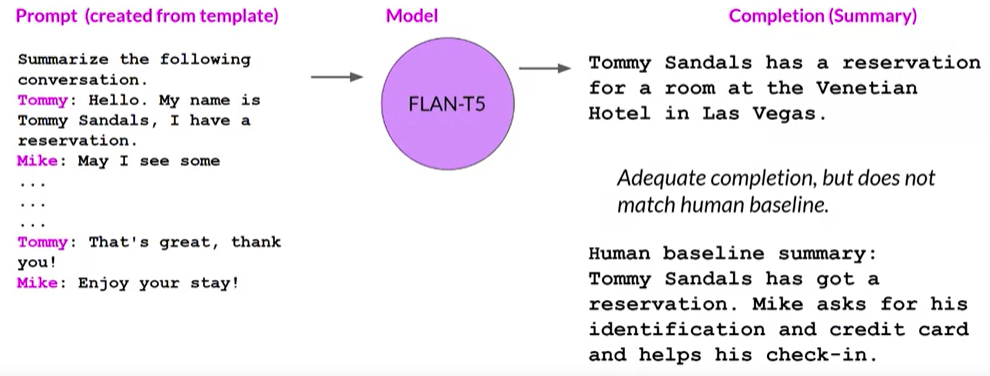 Prompt (created from template)
Summarize the following
conversation.
Tommy: Hello. My name is
Tommy Sandals, I have a
reservation.
Mike: May I see some
...
...
...
Tommy: That's great, thank
you!
Mike: Enjoy your stay!
Model
FLAN-T5
Completion (Summary)
Tommy Sandals has a reservation
for a room at the Venetian
Hotel in Las Vegas.
Adequate completion, but does not
match human baseline.
Human baseline summary:
Tommy Sandals has got a
reservation. Mike asks for his
identification and credit card
and helps his check-in.